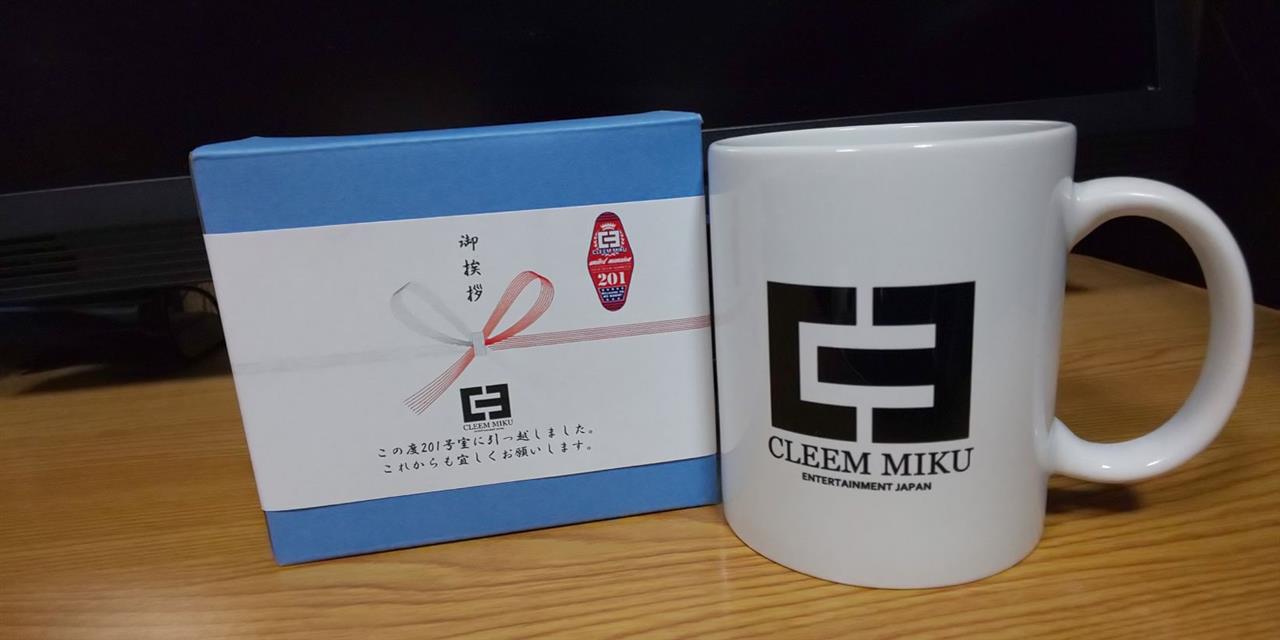 御挨拶
CLEEM MIKU
201
CLEEM MIKU
この度201号室に引っ越しました。
これからも宜しくお願いします。
CLEEM MIKU
ENTERTAINMENT JAPAN